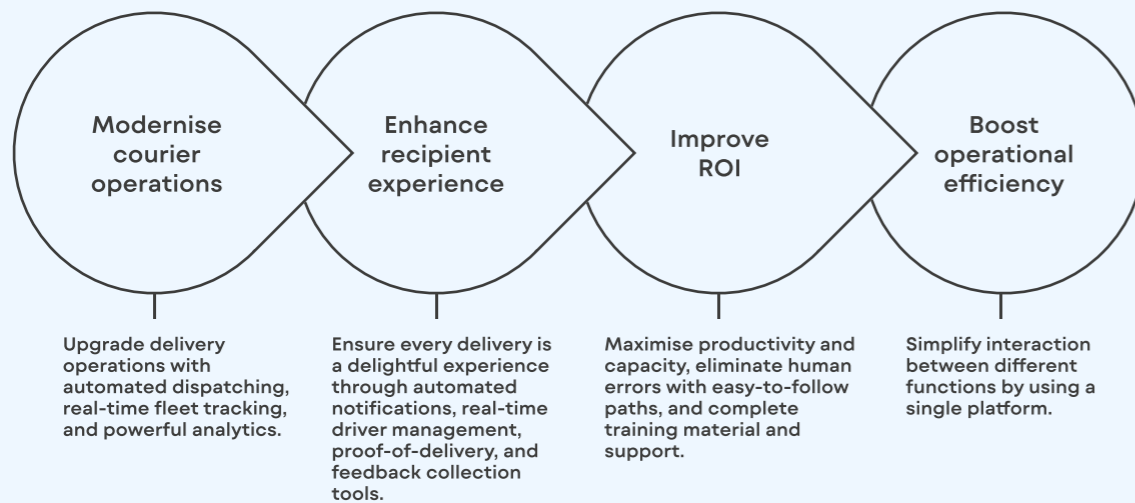 Modernise
courier
operations
Enhance
recipient
experience
Improve
ROI
Boost
operational
efficiency
Upgrade delivery
operations with
automated dispatching,
real-time fleet tracking,
and powerful analytics.
Ensure every delivery is
a delightful experience
through automated
notifications, real-time
driver management,
proof-of-delivery, and
feedback collection
tools.
Maximise productivity and
capacity, eliminate human
errors with easy-to-follow
paths, and complete
training material and
support.
Simplify interaction
between different
functions by using a
single platform.